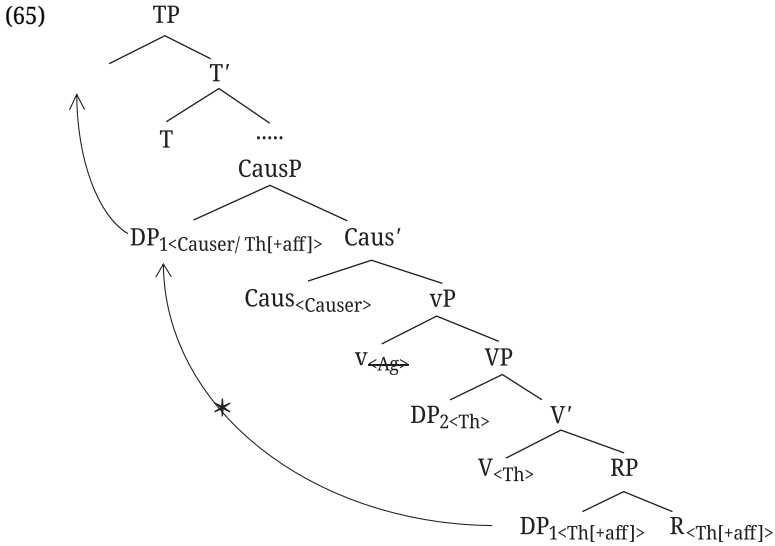 (65) TP
T′
T .....
CausP
DP1<Causer/ Th[+aff]> Caus′
Caus<Causer> vP
v<Ag> VP
DP2<Th> V′
V<Th> RP
DP1<Th[+aff]> R<Th[+aff]>